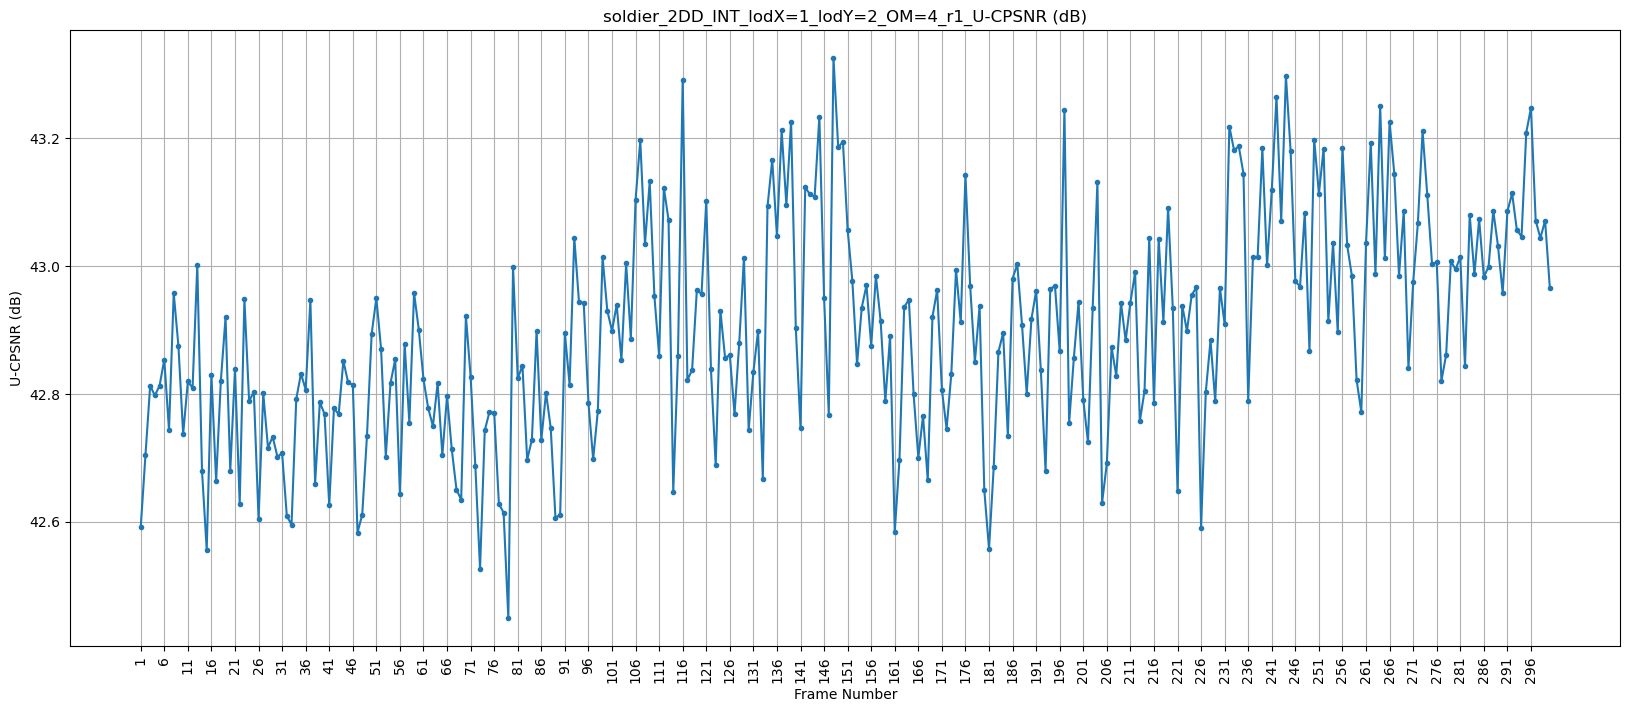 soldier_2DD_INT_lodX=1_lodY=2_OM=4_r1_U-CPSNR (dB)
U-CPSNR (dB)
43.2
43.0
42.8
42.6
1 6 11 16 21 26 31 36 41 46 51 56 61 66 71 76 81 86 91 96 101 106 111 116 121 126 131 136 141 146 151 156 161 166 171 176 181 186 191 196 201 206 211 216 221 226 231 236 241 246 251 256 261 266 271 276 281 286 291 296
Frame Number